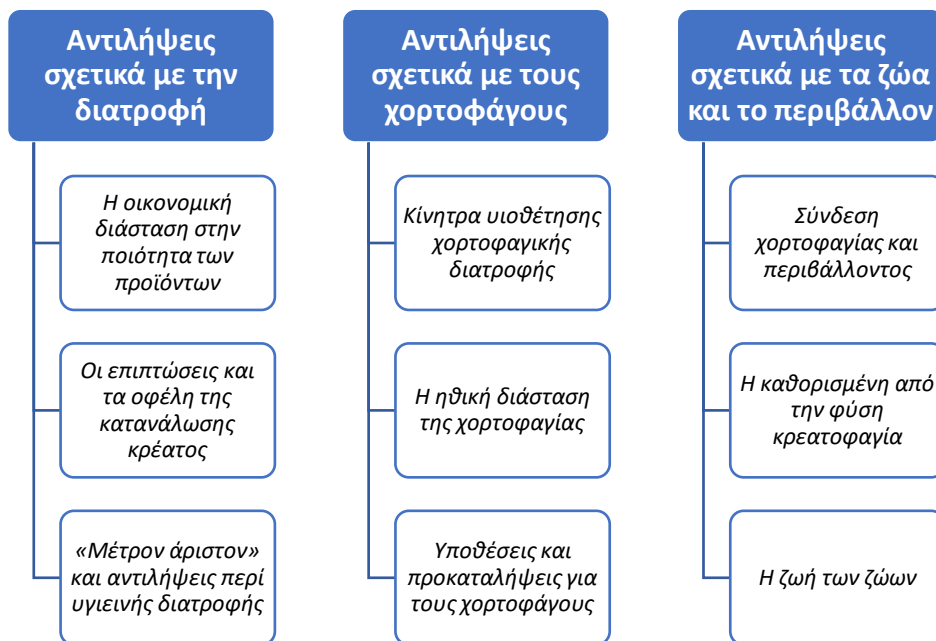 Αντιλήψεις
σχετικά με την
διατροφή
Η οικονομική
διάσταση στην
ποιότητα των
προϊόντων
Οι επιπτώσεις και
τα οφέλη της
κατανάλωσης
κρέατος
«Μέτρον άριστον»
και αντιλήψεις περί
υγιεινής διατροφής
Αντιλήψεις
σχετικά με τους
χορτοφάγους
Κίνητρα υιοθέτησης
χορτοφαγικής
διατροφής
Η ηθική διάσταση
της χορτοφαγίας
Υποθέσεις και
προκαταλήψεις για
τους χορτοφάγους
Αντιλήψεις
σχετικά με τα ζώα
και το περιβάλλον
Σύνδεση
χορτοφαγίας και
περιβάλλοντος
Η καθορισμένη από
την φύση
κρεατοφαγία
Η ζωή των ζώων